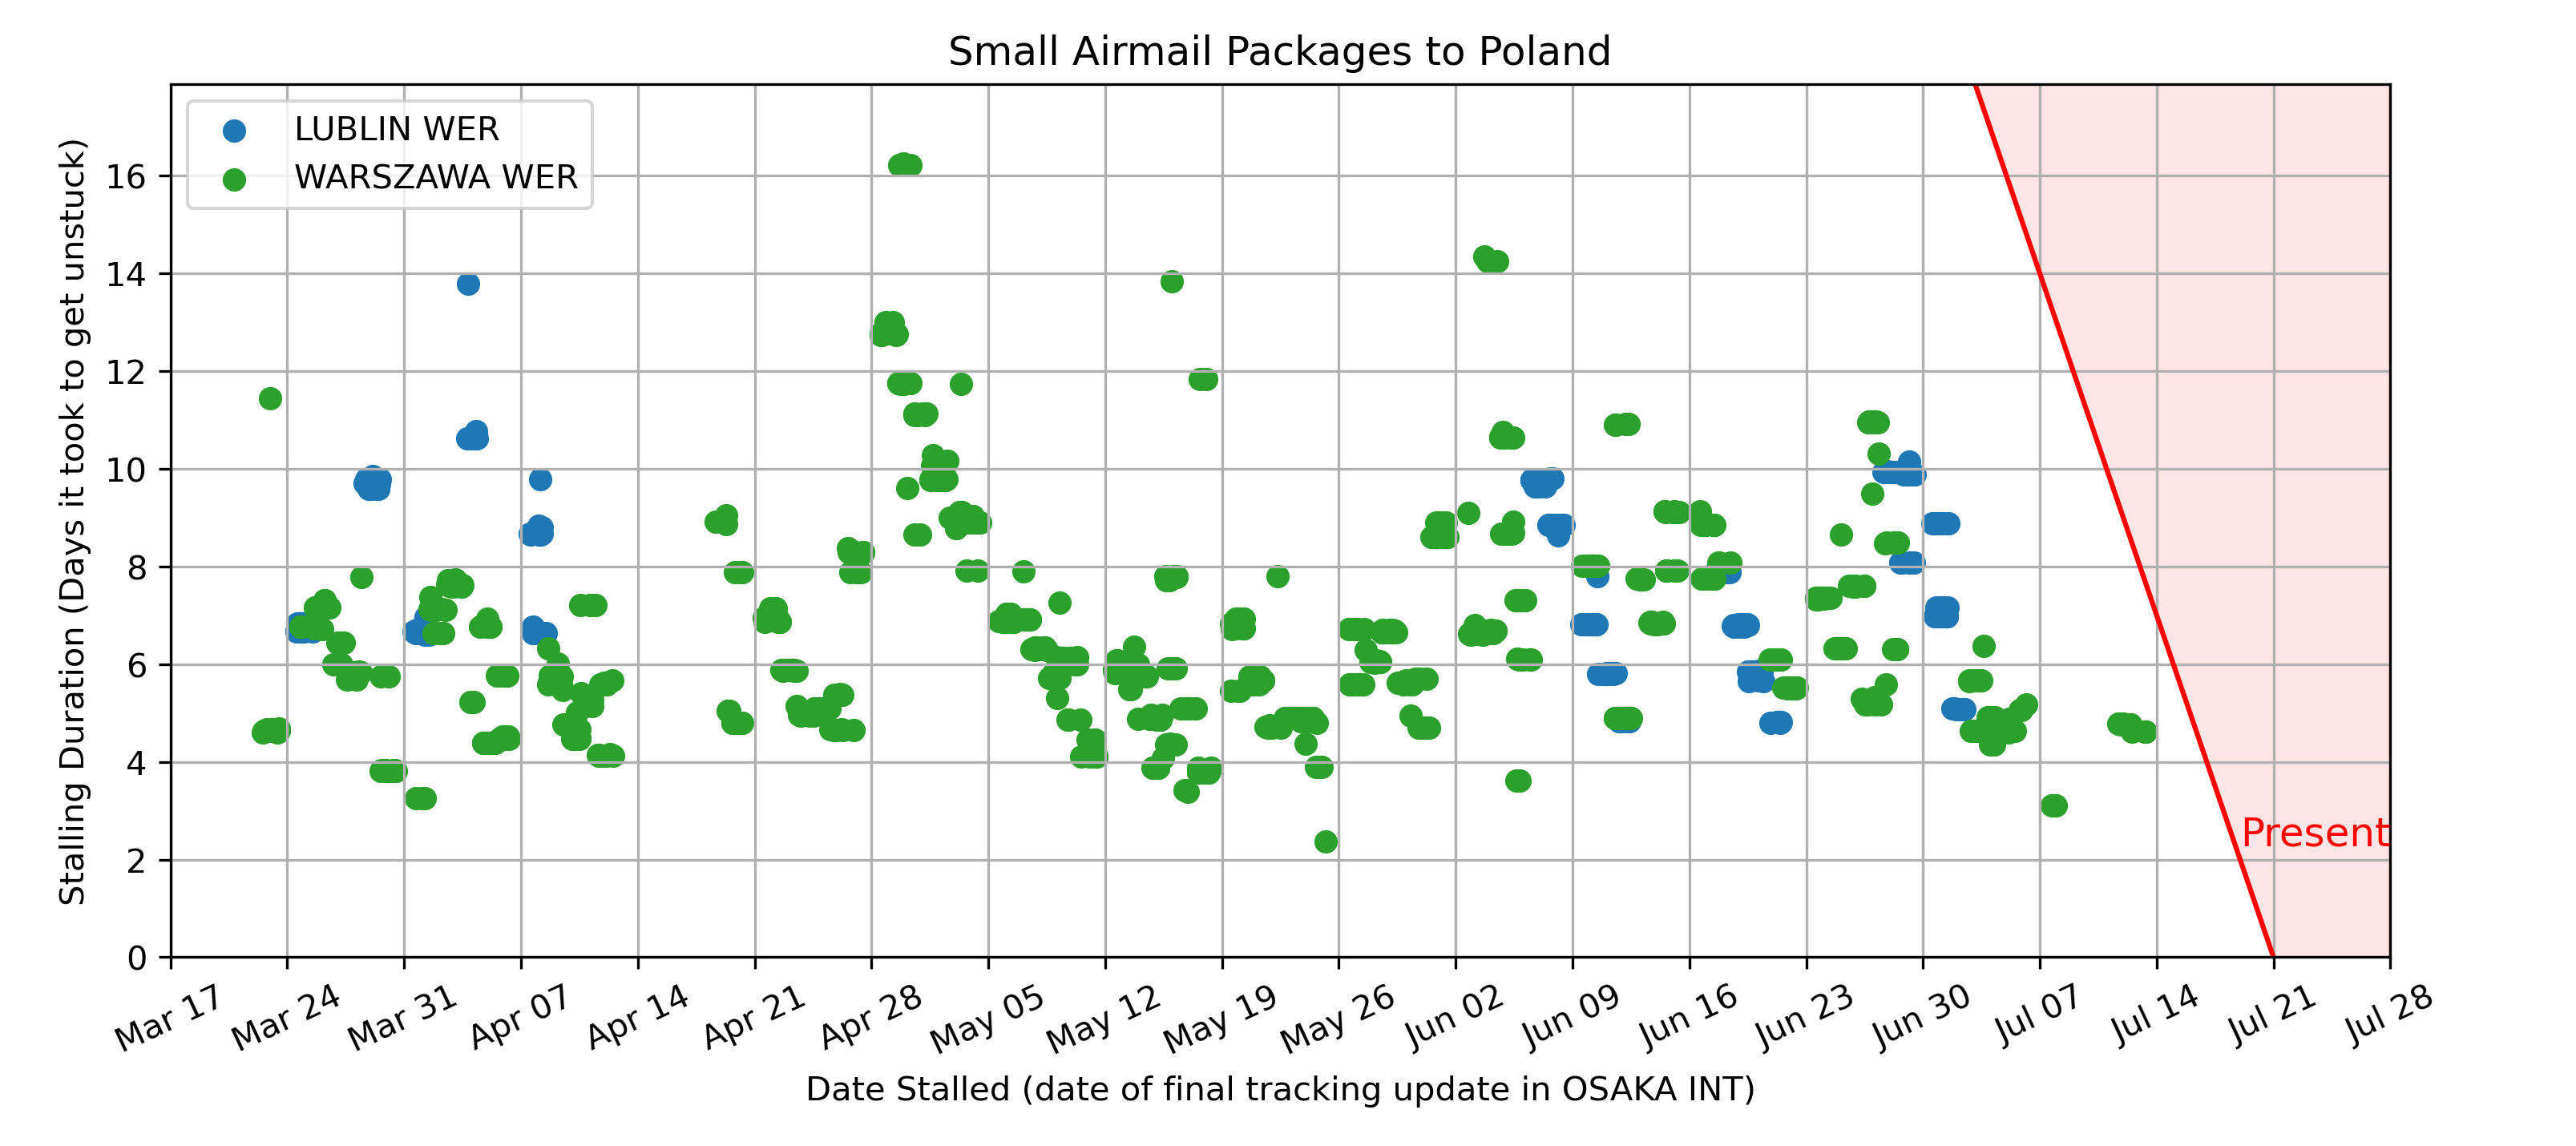 Small Airmail Packages to Poland
LUBLIN WER
WARSZAWA WER
Stalling Duration (Days it took to get unstuck)
16
14
12
10
8
6
4
2
0
Present
Mar 17
Mar 24
Mar 31
Apr 07
Apr 14
Apr 21
Apr 28
May 05
May 12
May 19
May 26
Jun 02
Jun 09
Jun 16
Jun 23
Jun 30
Jul 07
Jul 14
Jul 21
Jul 28
Date Stalled (date of final tracking update in OSAKA INT)